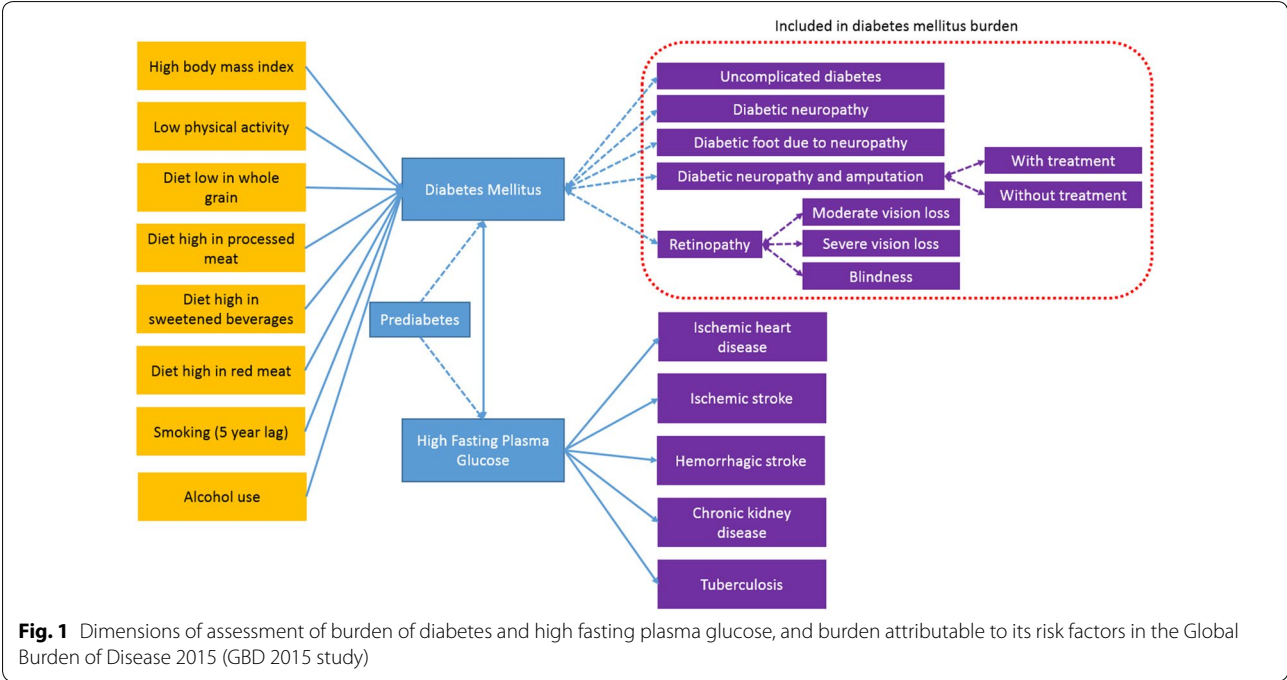 Included in diabetes mellitus burden
High body mass index
Low physical activity
Diet low in whole
grain
Diet high in processed
meat
Diet high in
sweetened beverages
Diet high in red meat
Smoking (5 year lag)
Alcohol use
Diabetes Mellitus
Prediabetes
High Fasting Plasma
Glucose
Uncomplicated diabetes
Diabetic neuropathy
Diabetic foot due to neuropathy
Diabetic neuropathy and amputation
With treatment
Without treatment
Retinopathy
Moderate vision loss
Severe vision loss
Blindness
Ischemic heart
disease
Ischemic stroke
Hemorrhagic stroke
Chronic kidney
disease
Tuberculosis
Fig. 1 Dimensions of assessment of burden of diabetes and high fasting plasma glucose, and burden attributable to its risk factors in the Global
Burden of Disease 2015 (GBD 2015 study)